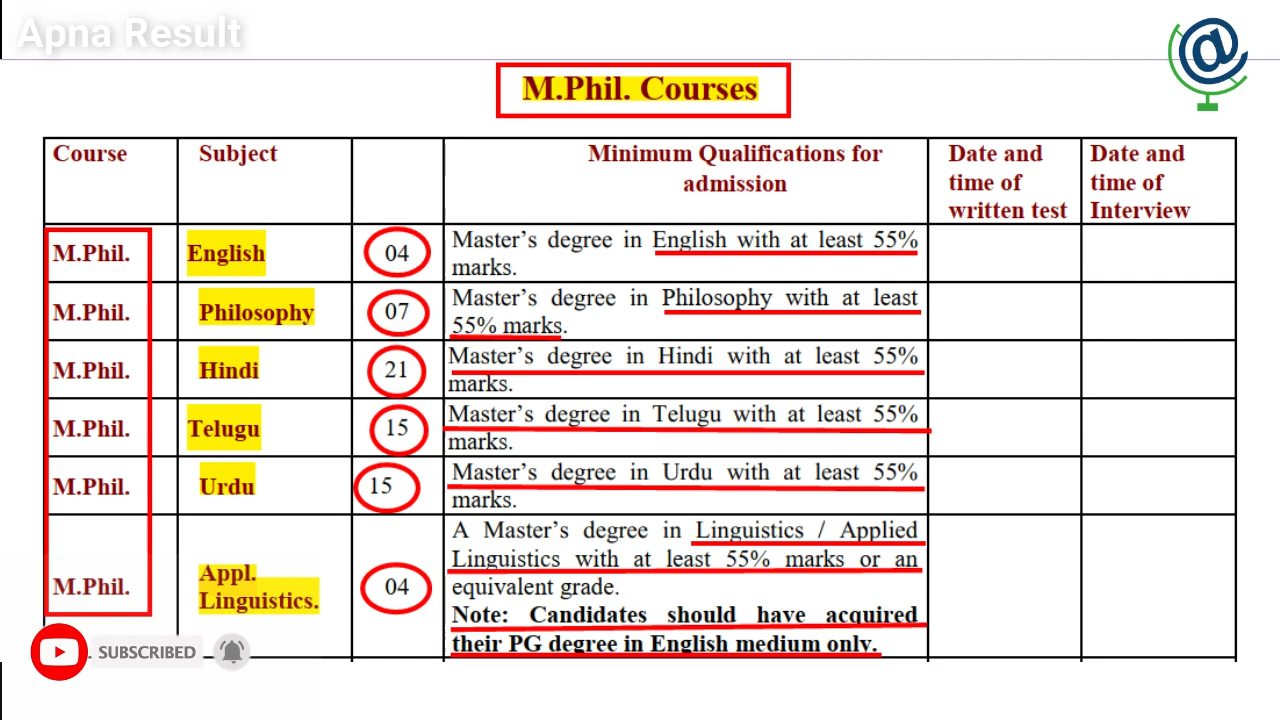 Apna Result
@
M.Phil. Courses
Course
Subject
Minimum Qualifications for
admission
Date and
time of
written test
Date and
time of
Interview
M.Phil.
English
04
Master's degree in English with at least 55%
marks.
M.Phil.
Philosophy
07
Master's degree in Philosophy with at least
55% marks.
M.Phil.
Hindi
21
Master's degree in Hindi with at least 55%
marks.
M.Phil.
Telugu
15
Master's degree in Telugu with at least 55%
marks.
M.Phil.
Urdu
15
Master's degree in Urdu with at least 55%
marks.
M.Phil.
Appl.
Linguistics.
04
A Master's degree in Linguistics / Applied
Linguistics with at least 55% marks or an
equivalent grade.
Note: Candidates should have acquired
their PG degree in English medium only.
. SUBSCRIBED